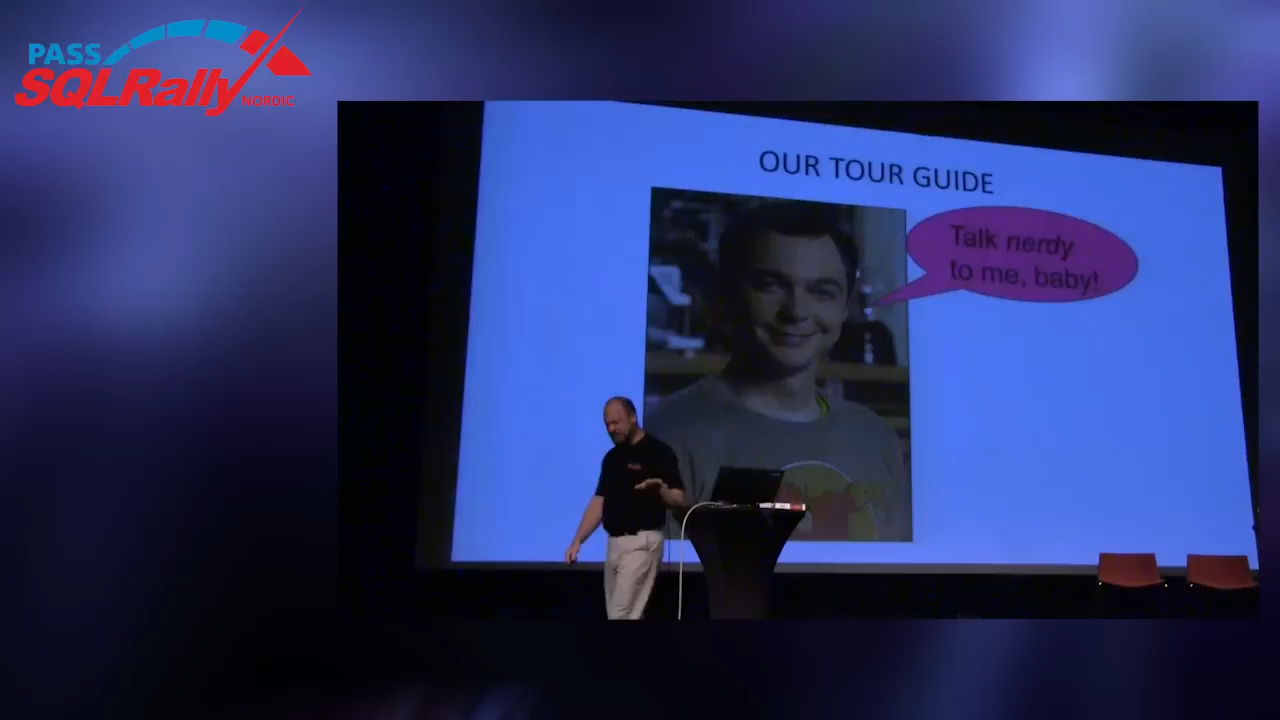 PASS
SQLRally
NORDIC
OUR TOUR GUIDE
Talk nerdy
to me, baby!